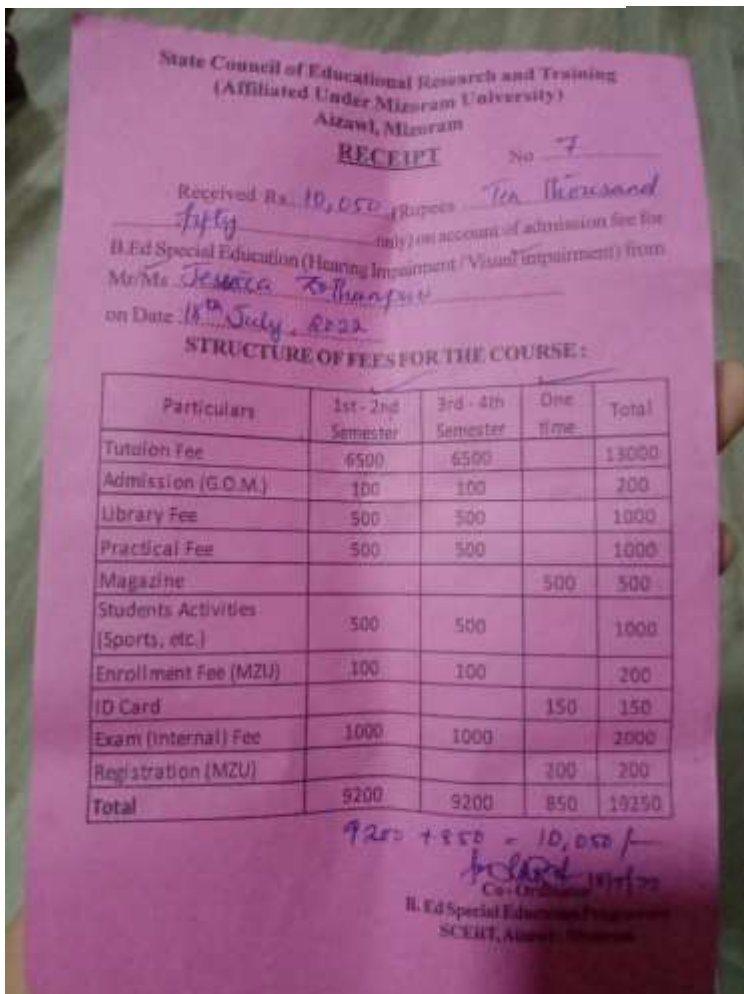 State Council of Educational Research and Training
(Affiliated Under Mizoram University)
Aizawl, Mizoram
RECEIPT No 7
Received Rs. 10,050 (Rupees Ten Thousand
fifty only) on account of admission fee for
B.Ed Special Education (Hearing Impairment / Visual impairment) from
Mr/Ms Jessica
on Date 18th July, 2022
STRUCTURE OF FEES FOR THE COURSE :
Particulars 1st - 2nd Semester 3rd - 4th Semester One time Total
Tutuion Fee 6500 6500 13000
Admission (G.O.M.) 100 100 200
Library Fee 500 500 1000
Practical Fee 500 500 1000
Magazine 500 500
Students Activities (Sports, etc.) 500 500 1000
Enrollment Fee (MZU) 100 100 200
ID Card 150 150
Exam (Internal) Fee 1000 1000 2000
Registration (MZU) 200 200
Total 9200 9200 850 19250
9200 + 850 = 10,050/-
Co-Ordinator
B. Ed Special Education Programme
SCERT, Aizawl, Mizoram